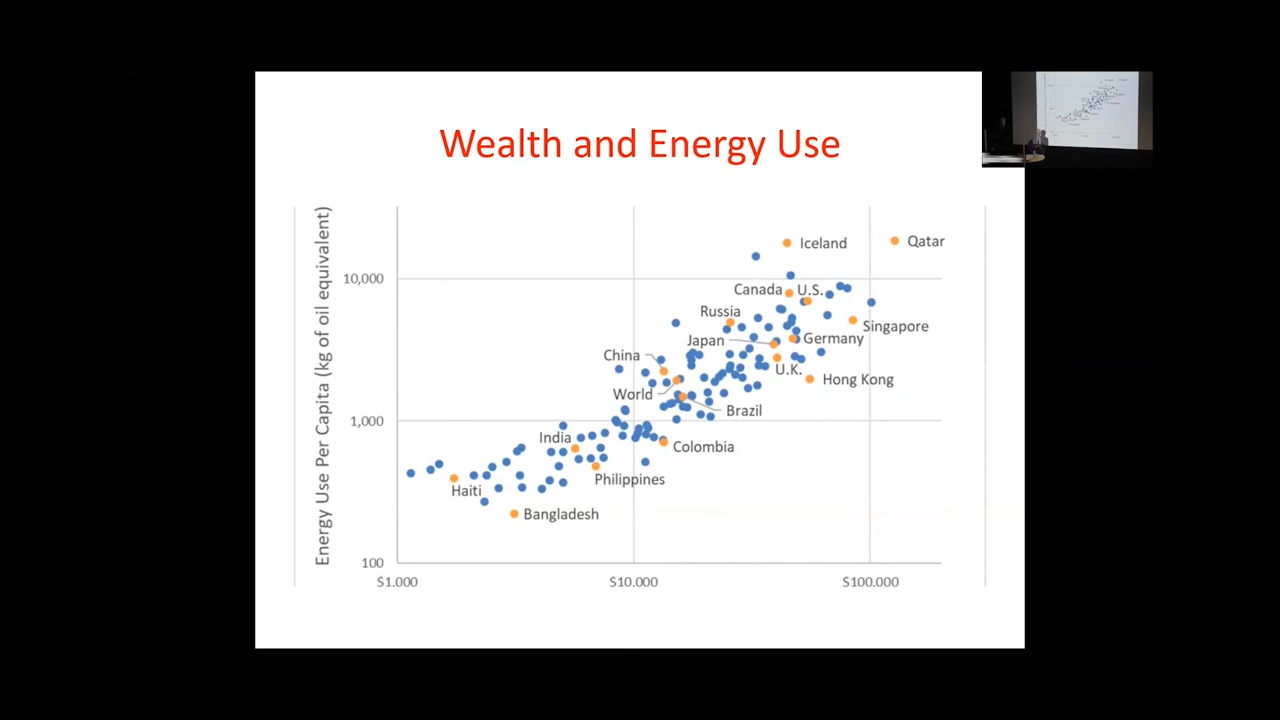 Wealth and Energy Use
Energy Use Per Capita (kg of oil equivalent)
10,000
1,000
100
$1,000
$10,000
$100,000
Iceland
Qatar
Canada
U.S.
Russia
Singapore
Japan
Germany
China
U.K.
Hong Kong
World
Brazil
India
Colombia
Philippines
Haiti
Bangladesh